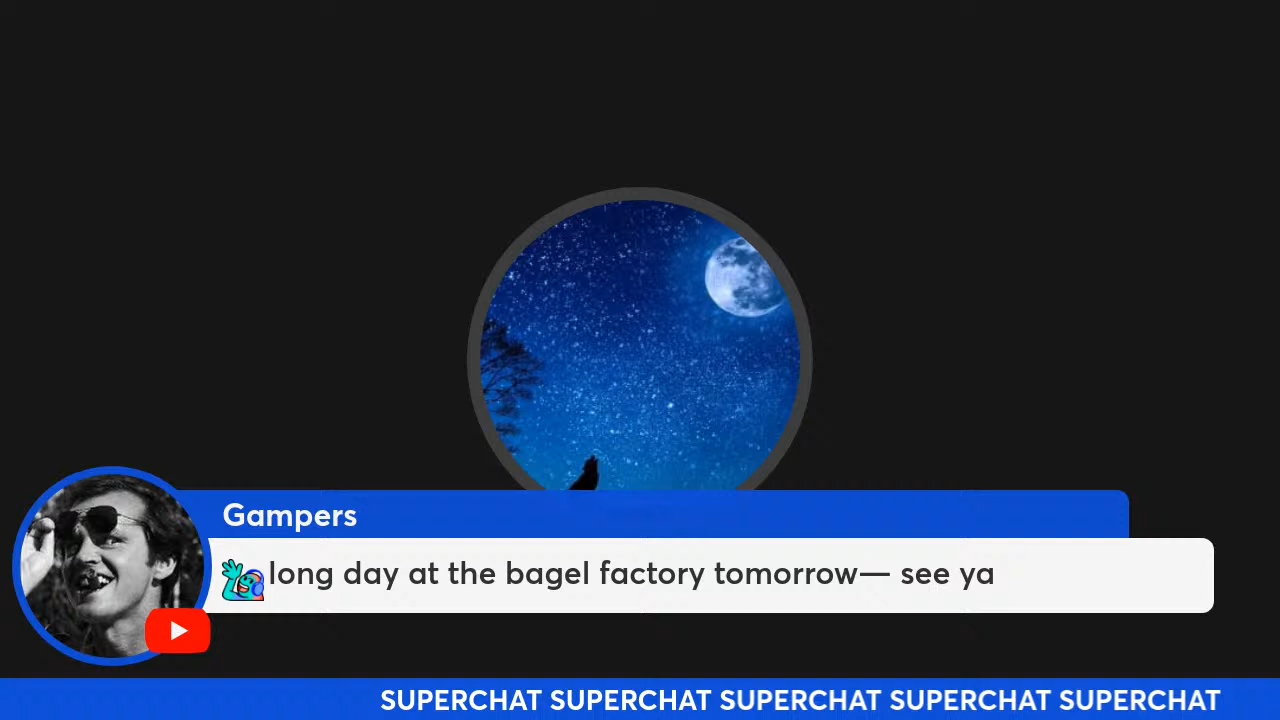 Gampers
long day at the bagel factory tomorrow— see ya
SUPERCHAT SUPERCHAT SUPERCHAT SUPERCHAT SUPERCHAT